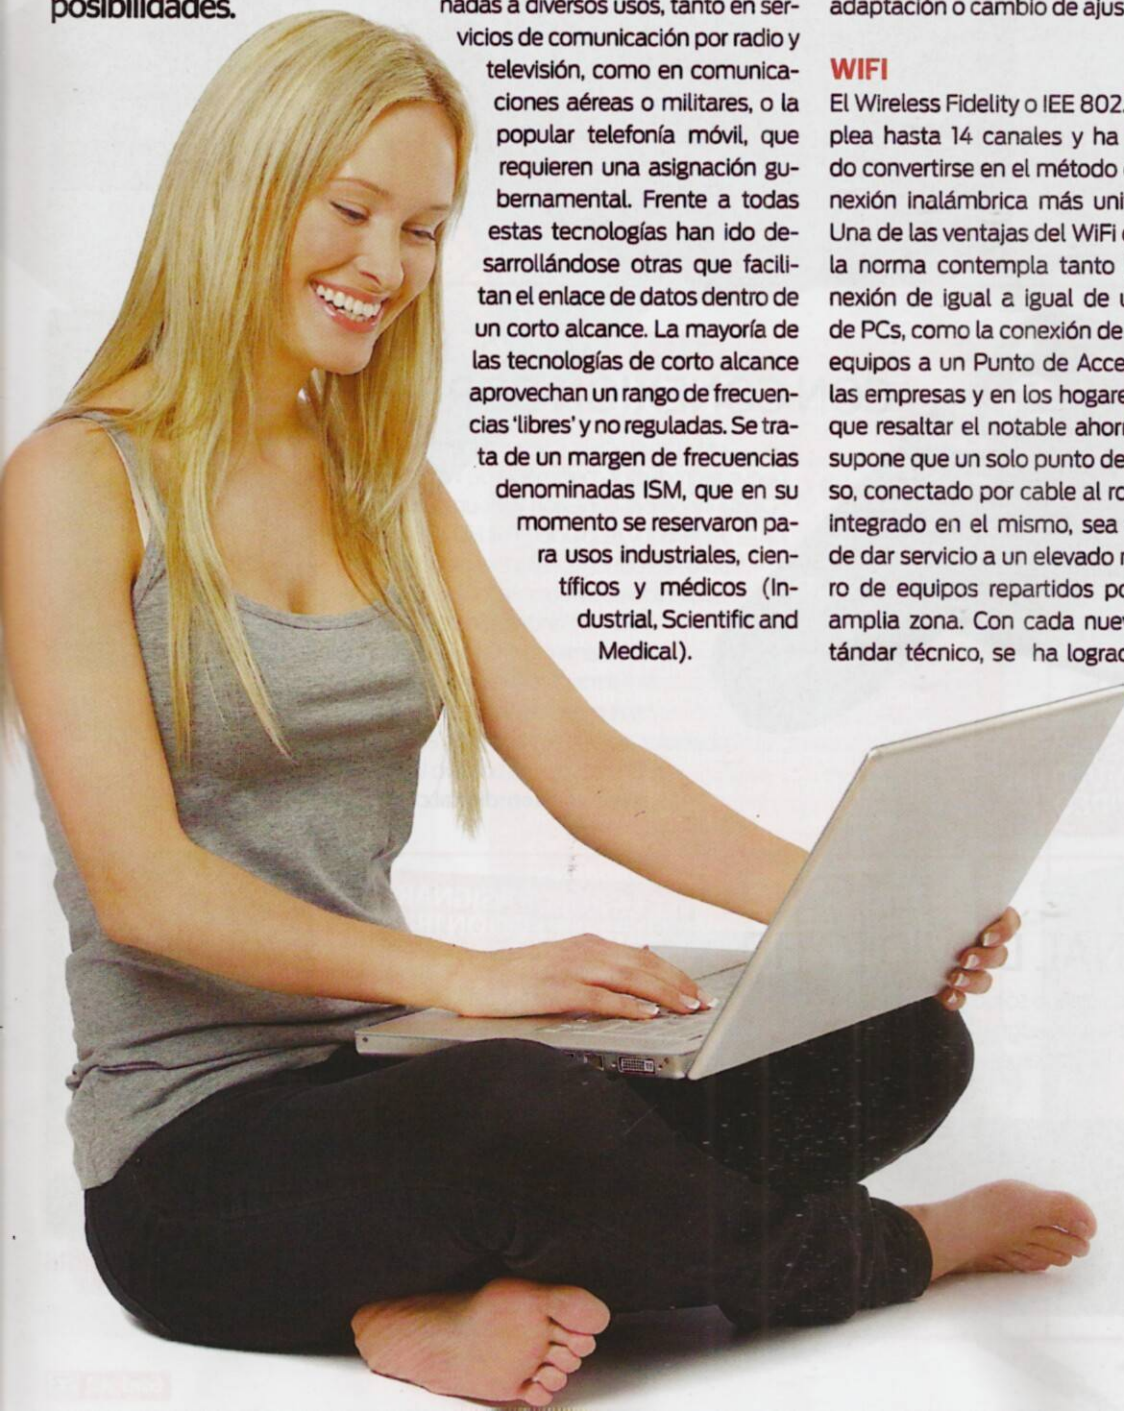 posibilidades.
nadas a diversos usos, tanto en ser-
vicios de comunicación por radio y
televisión, como en comunica-
ciones aéreas o militares, o la
popular telefonía móvil, que
requieren una asignación gu-
bernamental. Frente a todas
estas tecnologías han ido de-
sarrollándose otras que facili-
tan el enlace de datos dentro de
un corto alcance. La mayoría de
las tecnologías de corto alcance
aprovechan un rango de frecuen-
cias 'libres' y no reguladas. Se tra-
ta de un margen de frecuencias
denominadas ISM, que en su
momento se reservaron pa-
ra usos industriales, cien-
tíficos y médicos (In-
dustrial, Scientific and
Medical).
adaptación o cambio de ajus
WIFI
El Wireless Fidelity o IEE 802.
plea hasta 14 canales y ha
do convertirse en el método
nexión inalámbrica más uni
Una de las ventajas del WiFi
la norma contempla tanto
nexión de igual a igual de
de PCs, como la conexión de
equipos a un Punto de Acce
las empresas y en los hogare
que resaltar el notable ahorr
supone que un solo punto de
so, conectado por cable al ro
integrado en el mismo, sea
de dar servicio a un elevado
ro de equipos repartidos po
amplia zona. Con cada nuev
tándar técnico, se ha lograd